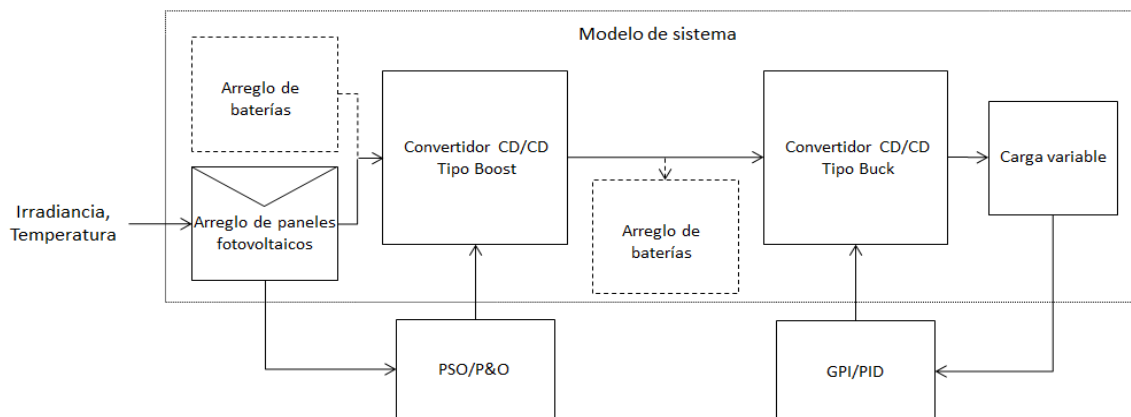 Modelo de sistema
Arreglo de
baterías
Convertidor CD/CD
Tipo Boost
Convertidor CD/CD
Tipo Buck
Carga variable
Irradiancia,
Temperatura
Arreglo de paneles
fotovoltaicos
Arreglo de
baterías
PSO/P&O
GPI/PID